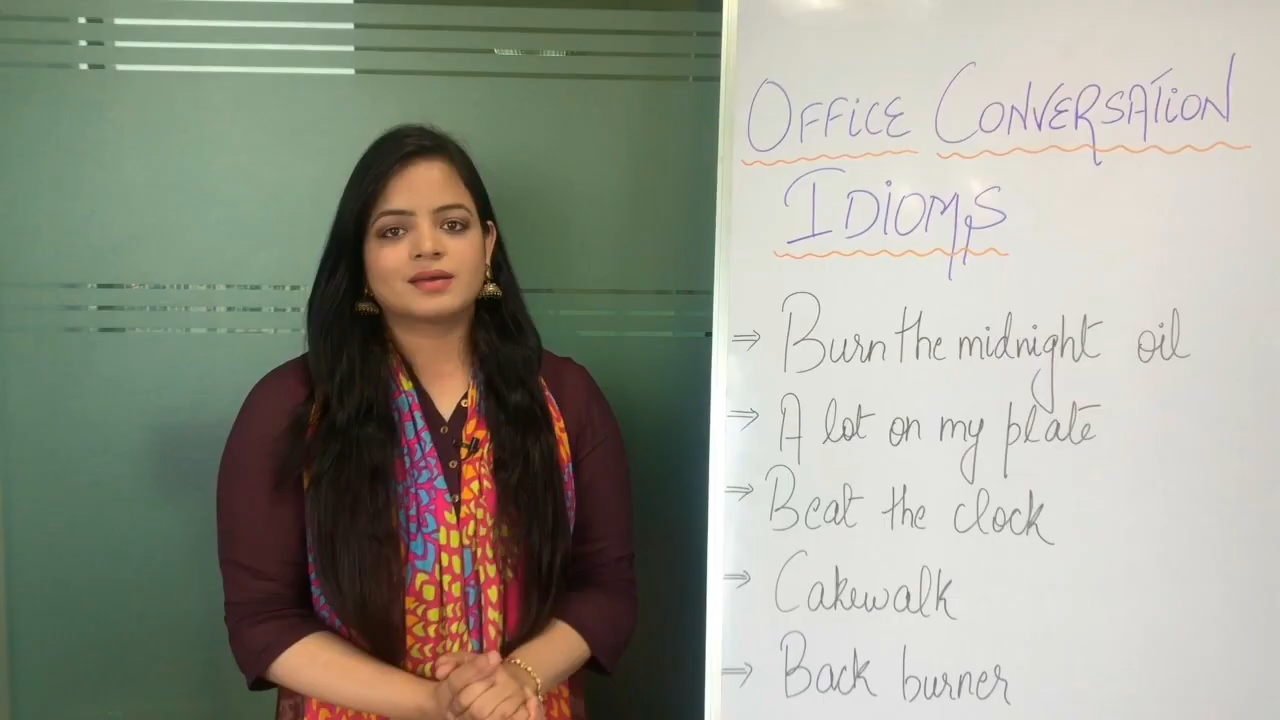 OFFICE CONVERSATION
IDIOMS
⇒ Burn the midnight oil
⇒ A lot on my plate
⇒ Beat the clock
⇒ Cakewalk
⇒ Back burner